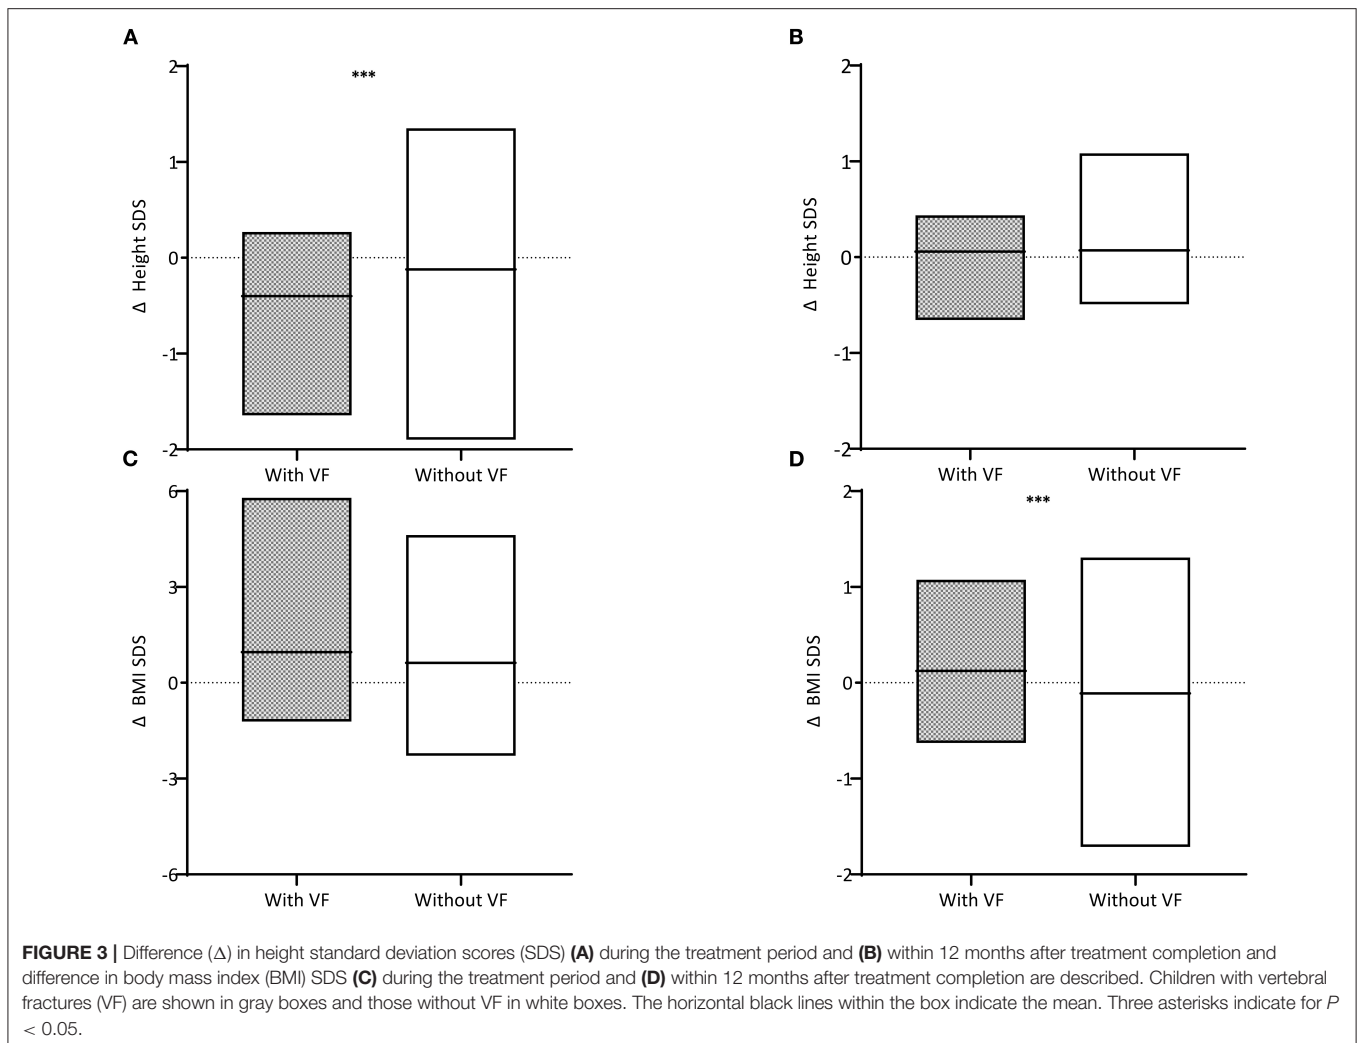 A
B
***
2
1
0
-1
-2
Δ Height SDS
With VF
Without VF
2
1
0
-1
-2
Δ Height SDS
With VF
Without VF
C
D
6
3
0
-3
-6
Δ BMI SDS
With VF
Without VF
***
2
1
0
-1
-2
Δ BMI SDS
With VF
Without VF
FIGURE 3 | Difference (Δ) in height standard deviation scores (SDS) (A) during the treatment period and (B) within 12 months after treatment completion and
difference in body mass index (BMI) SDS (C) during the treatment period and (D) within 12 months after treatment completion are described. Children with vertebral
fractures (VF) are shown in gray boxes and those without VF in white boxes. The horizontal black lines within the box indicate the mean. Three asterisks indicate for P
< 0.05.